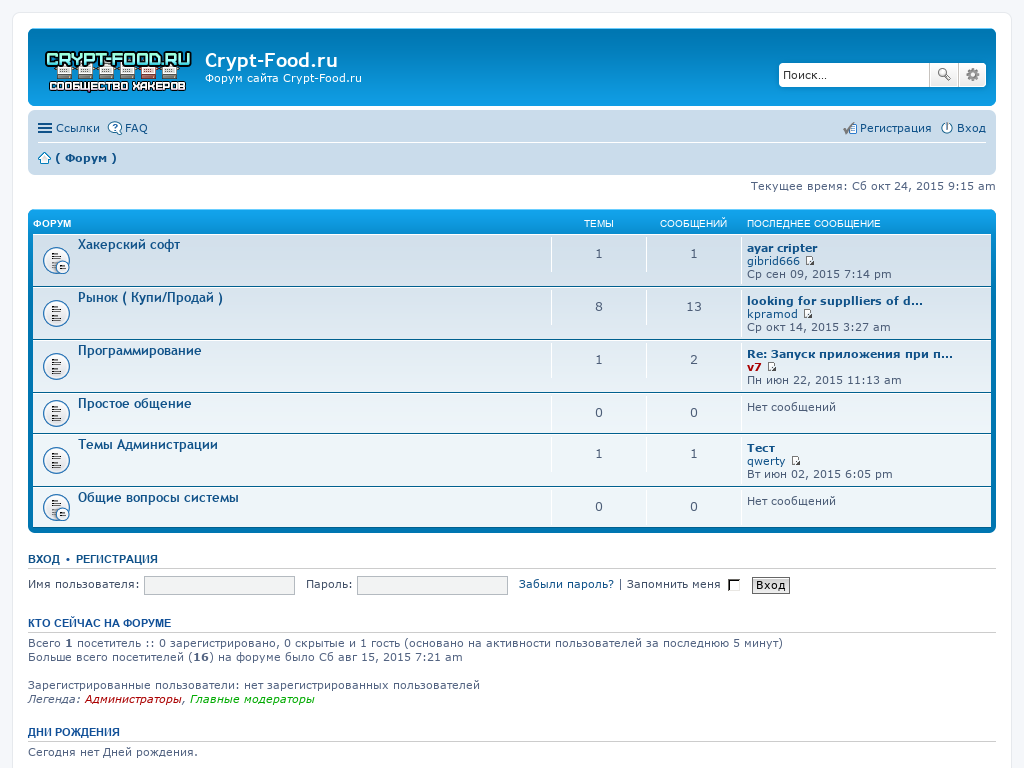 CRYPT-FOOD.RU
СООБЩЕСТВО ХАКЕРОВ
Crypt-Food.ru
Форум сайта Crypt-Food.ru
Поиск...
Ссылки FAQ Регистрация Вход
( Форум )
Текущее время: Сб окт 24, 2015 9:15 am
ФОРУМ ТЕМЫ СООБЩЕНИЙ ПОСЛЕДНЕЕ СООБЩЕНИЕ
Хакерский софт 1 1 ayar cripter
gibrid666
Ср сен 09, 2015 7:14 pm
Рынок ( Купи/Продай ) 8 13 looking for supplliers of d...
kpramod
Ср окт 14, 2015 3:27 am
Программирование 1 2 Re: Запуск приложения при п...
v7
Пн июн 22, 2015 11:13 am
Простое общение 0 0 Нет сообщений
Темы Администрации 1 1 Тест
qwerty
Вт июн 02, 2015 6:05 pm
Общие вопросы системы 0 0 Нет сообщений
ВХОД • РЕГИСТРАЦИЯ
Имя пользователя: Пароль: Забыли пароль? | Запомнить меня Вход
КТО СЕЙЧАС НА ФОРУМЕ
Всего 1 посетитель :: 0 зарегистрировано, 0 скрытые и 1 гость (основано на активности пользователей за последнюю 5 минут)
Больше всего посетителей (16) на форуме было Сб авг 15, 2015 7:21 am
Зарегистрированные пользователи: нет зарегистрированных пользователей
Легенда: Администраторы, Главные модераторы
ДНИ РОЖДЕНИЯ
Сегодня нет Дней рождения.